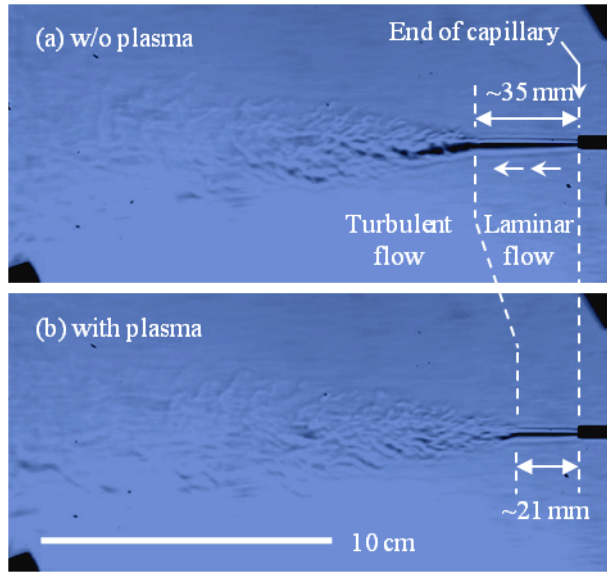 (a) w/o plasma
End of capillary
~35 mm
Turbulent
flow
Laminar
flow
(b) with plasma
~21 mm
10 cm